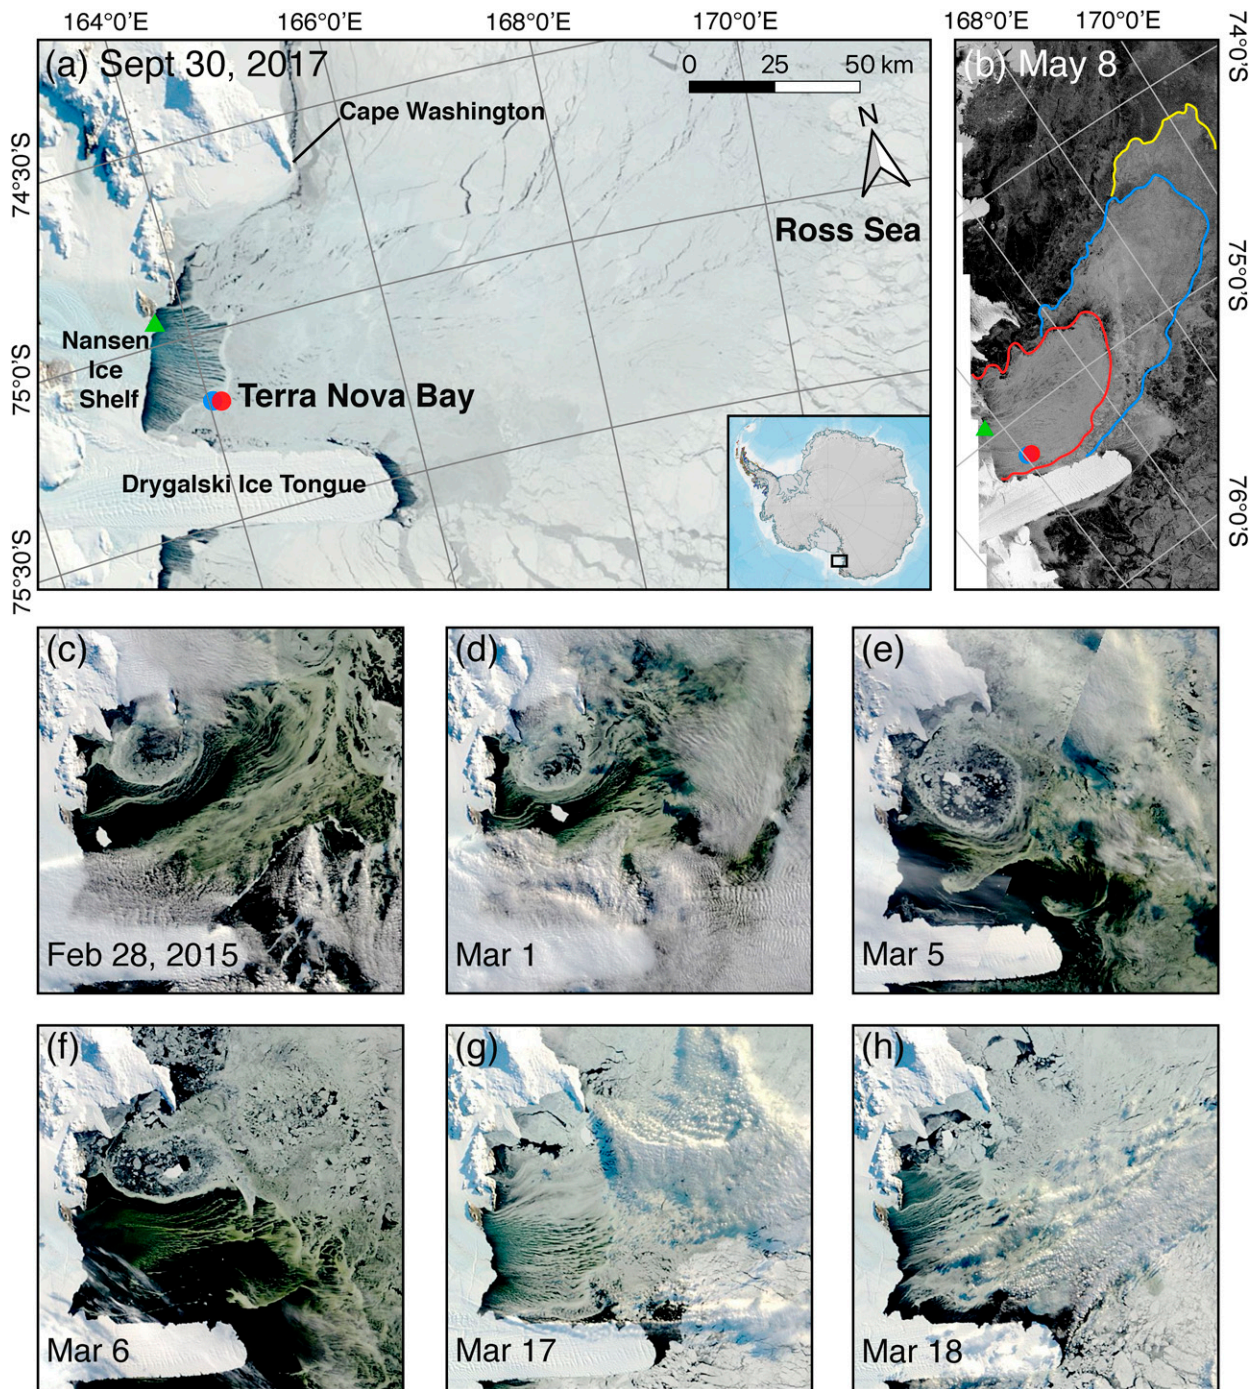 164°0'E 166°0'E 168°0'E 170°0'E 168°0'E 170°0'E
74°0'S
(a) Sept 30, 2017
0 25 50 km
(b) May 8
Cape Washington
N
74°30'S
Ross Sea
75°0'S
Nansen
Ice
Shelf
75°0'S
Terra Nova Bay
Drygalski Ice Tongue
76°0'S
75°30'S
(c)
(d)
(e)
Feb 28, 2015
Mar 1
Mar 5
(f)
(g)
(h)
Mar 6
Mar 17
Mar 18